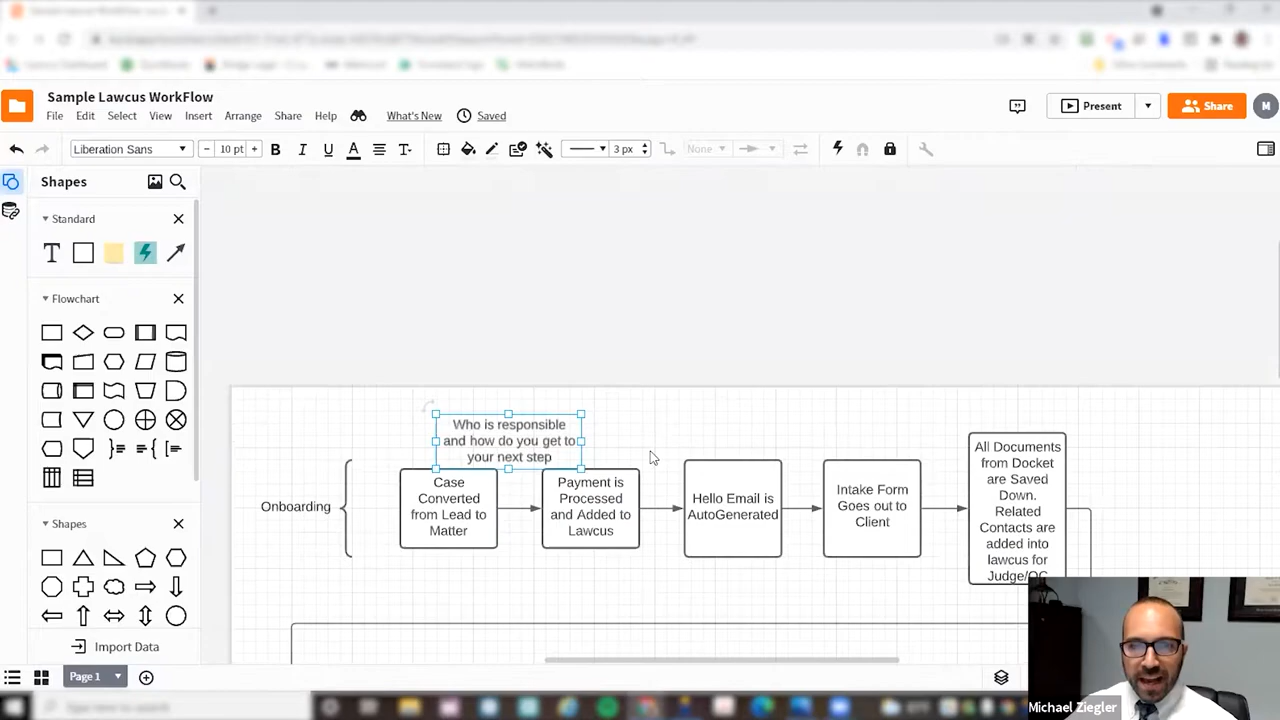 Sample Lawcus WorkFlow
File Edit Select View Insert Arrange Share Help What's New Saved
Present Share M
Liberation Sans 10 pt B I U A T 3 px None
Shapes
Standard
T
Flowchart
Shapes
Import Data
Page 1
Who is responsible
and how do you get to
your next step
Onboarding
Case
Converted
from Lead to
Matter
Payment is
Processed
and Added to
Lawcus
Hello Email is
AutoGenerated
Intake Form
Goes out to
Client
All Documents
from Docket
are Saved
Down.
Related
Contacts are
added into
lawcus for
Judge/OC
Michael Ziegler